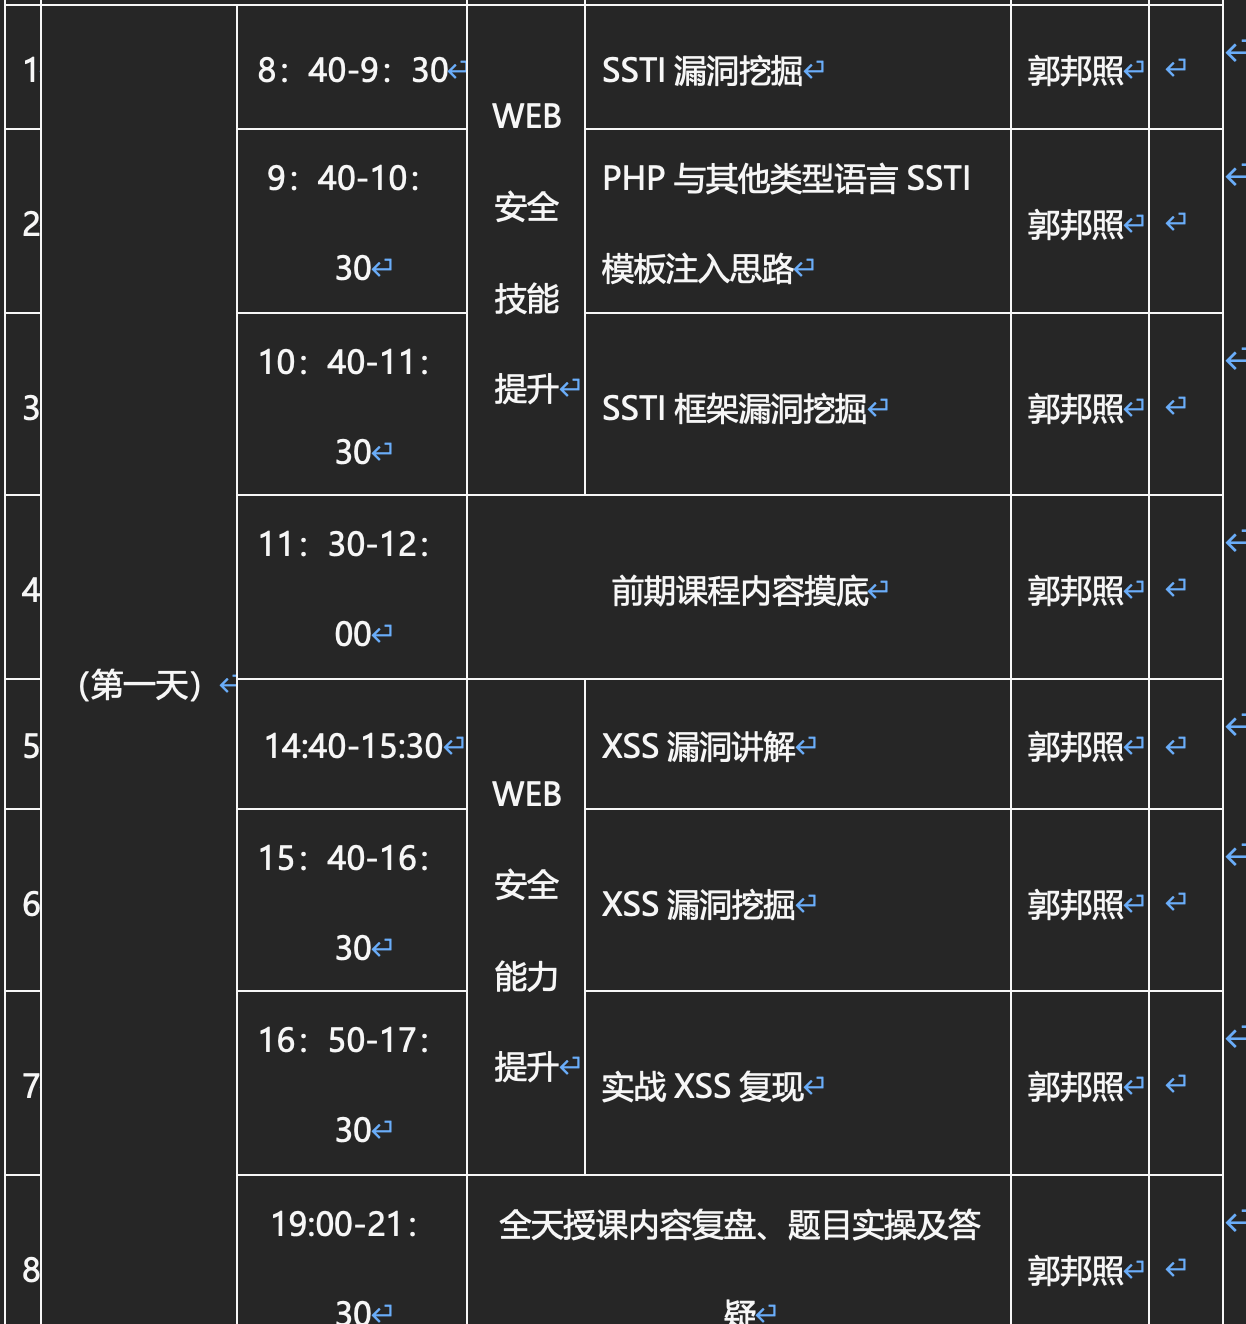 1
8：40-9：30
SSTI 漏洞挖掘
郭邦照
WEB
安全
技能
提升
2
9：40-10：
30
PHP 与其他类型语言 SSTI
模板注入思路
郭邦照
3
10：40-11：
30
SSTI 框架漏洞挖掘
郭邦照
4
11：30-12：
00
前期课程内容摸底
郭邦照
（第一天）
5
14:40-15:30
XSS 漏洞讲解
郭邦照
WEB
安全
能力
提升
6
15：40-16：
30
XSS 漏洞挖掘
郭邦照
7
16：50-17：
30
实战 XSS 复现
郭邦照
8
19:00-21：
30
全天授课内容复盘、题目实操及答
疑
郭邦照